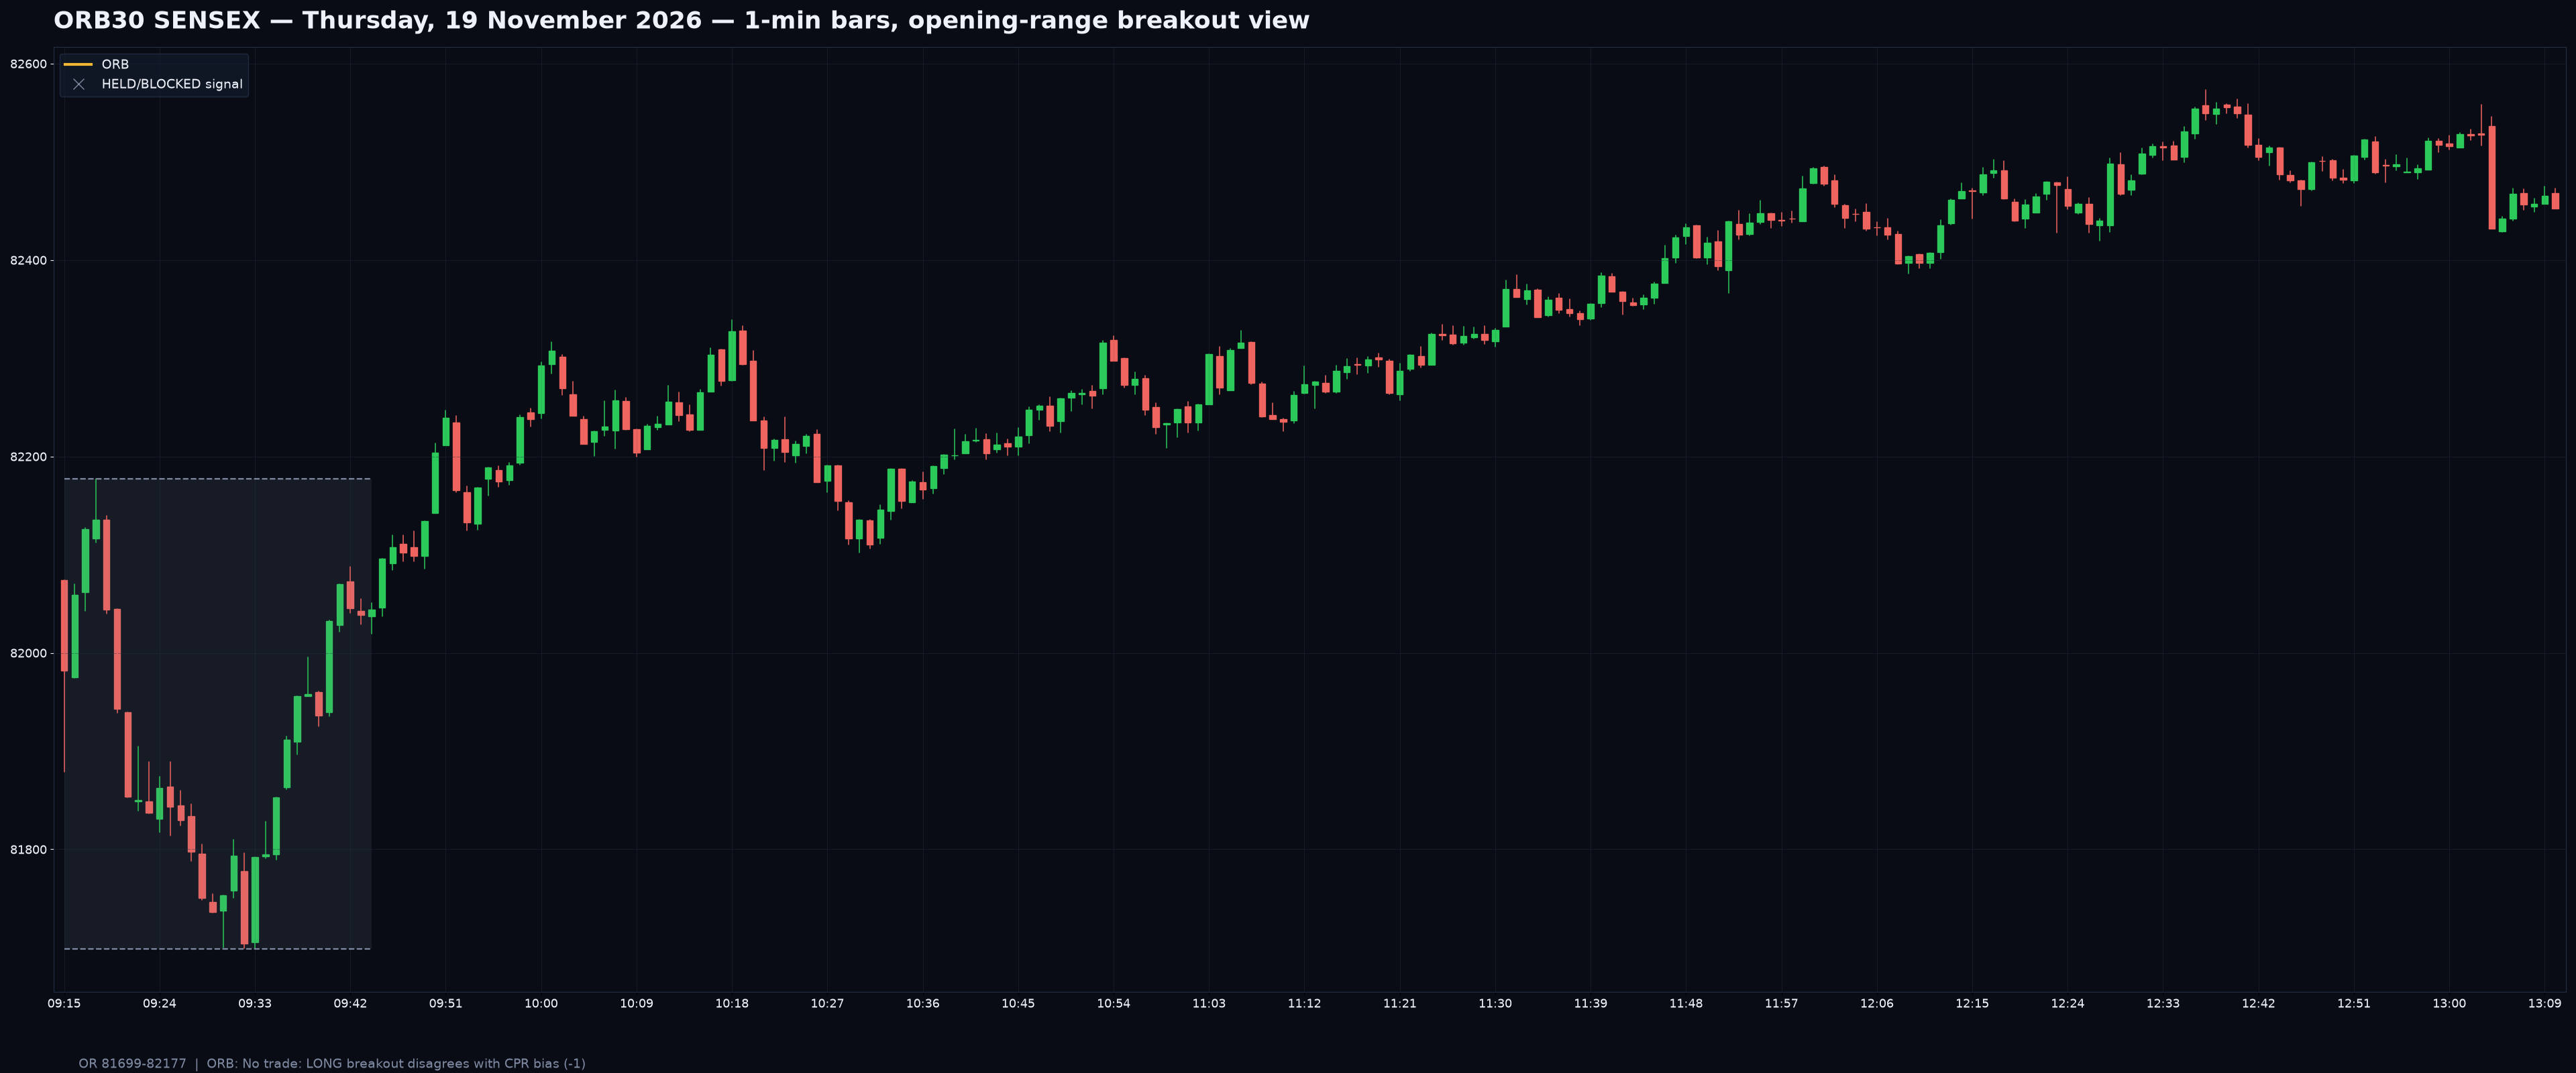 ORB30 SENSEX — Thursday, 19 November 2026 — 1-min bars, opening-range breakout view
ORB
HELD/BLOCKED signal
82600
82400
82200
82000
81800
09:15 09:24 09:33 09:42 09:51 10:00 10:09 10:18 10:27 10:36 10:45 10:54 11:03 11:12 11:21 11:30 11:39 11:48 11:57 12:06 12:15 12:24 12:33 12:42 12:51 13:00 13:09
OR 81699-82177 | ORB: No trade: LONG breakout disagrees with CPR bias (-1)